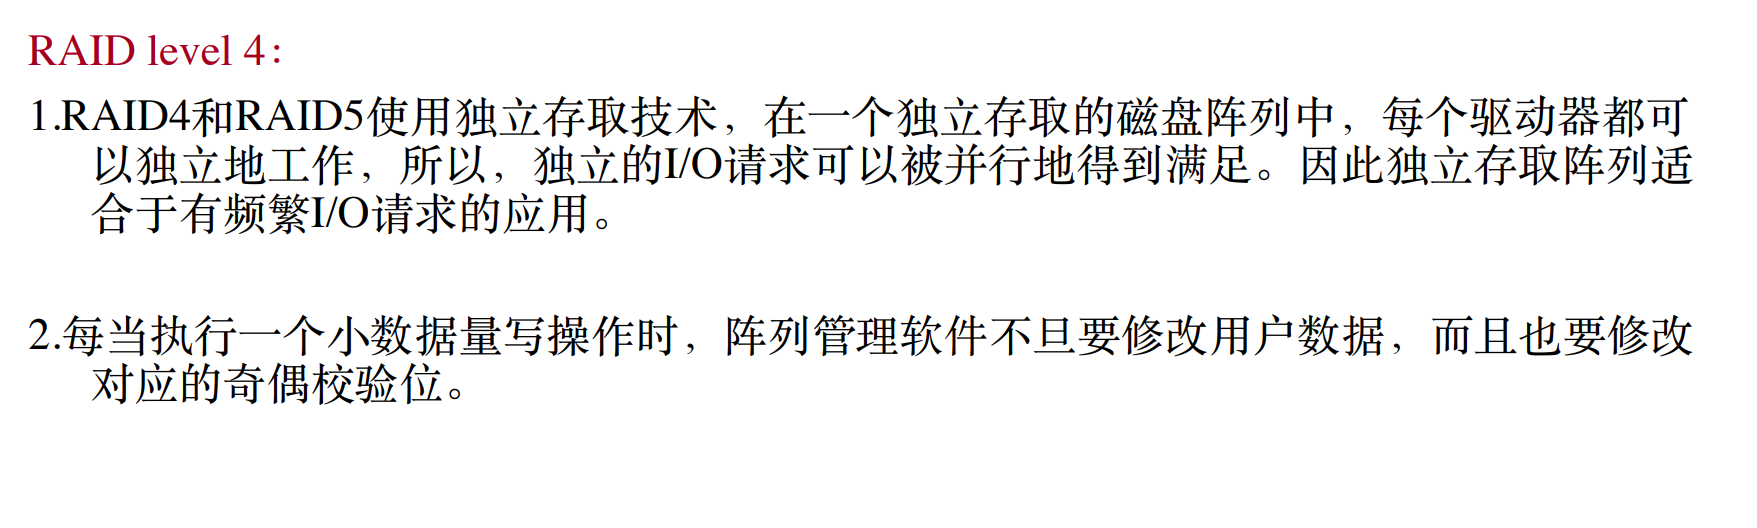 RAID level 4：
1.RAID4和RAID5使用独立存取技术，在一个独立存取的磁盘阵列中，每个驱动器都可
以独立地工作，所以，独立的I/O请求可以被并行地得到满足。因此独立存取阵列适
合于有频繁I/O请求的应用。
2.每当执行一个小数据量写操作时，阵列管理软件不旦要修改用户数据，而且也要修改
对应的奇偶校验位。